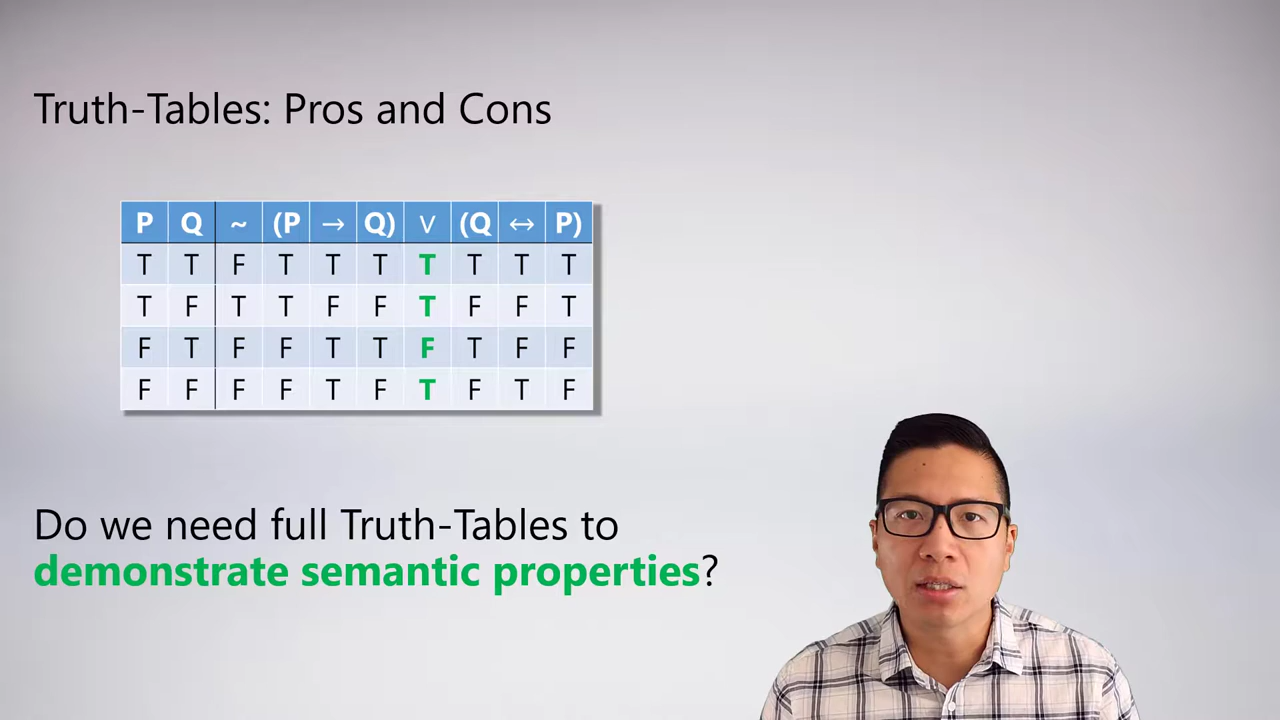 Truth-Tables: Pros and Cons
P Q ~ (P → Q) ∨ (Q ↔ P)
T T F T T T T T T T
T F T T F F T F F T
F T F F T T F T F F
F F F F T F T F T F
Do we need full Truth-Tables to
demonstrate semantic properties?